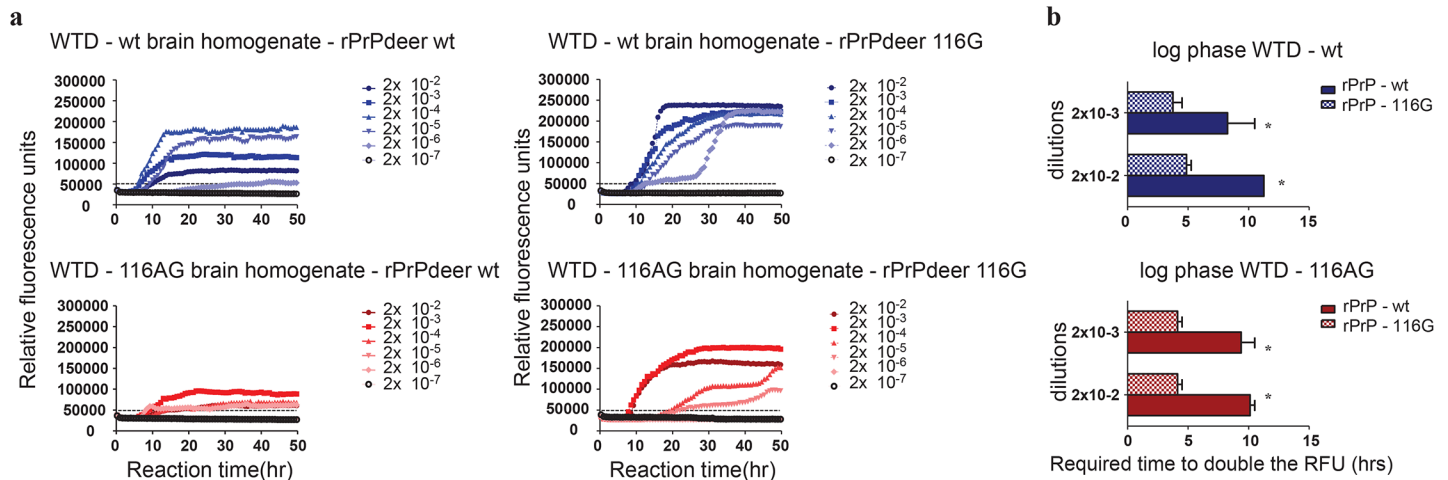 a
WTD - wt brain homogenate - rPrPdeer wt
Relative fluorescence units
300000
250000
200000
150000
100000
50000
0
0 10 20 30 40 50
2x 10-2
2x 10-3
2x 10-4
2x 10-5
2x 10-6
2x 10-7
WTD - wt brain homogenate - rPrPdeer 116G
Relative fluorescence units
300000
250000
200000
150000
100000
50000
0
0 10 20 30 40 50
2x 10-2
2x 10-3
2x 10-4
2x 10-5
2x 10-6
2x 10-7
WTD - 116AG brain homogenate - rPrPdeer wt
300000
250000
200000
150000
100000
50000
0
0 10 20 30 40 50
Reaction time(hr)
2x 10-2
2x 10-3
2x 10-4
2x 10-5
2x 10-6
2x 10-7
WTD - 116AG brain homogenate - rPrPdeer 116G
300000
250000
200000
150000
100000
50000
0
0 10 20 30 40 50
Reaction time(hr)
2x 10-2
2x 10-3
2x 10-4
2x 10-5
2x 10-6
2x 10-7
b
log phase WTD - wt
rPrP - wt
rPrP - 116G
dilutions
2x10-3
*
2x10-2
*
0 5 10 15
log phase WTD - 116AG
rPrP - wt
rPrP - 116G
dilutions
2x10-3
*
2x10-2
*
0 5 10 15
Required time to double the RFU (hrs)